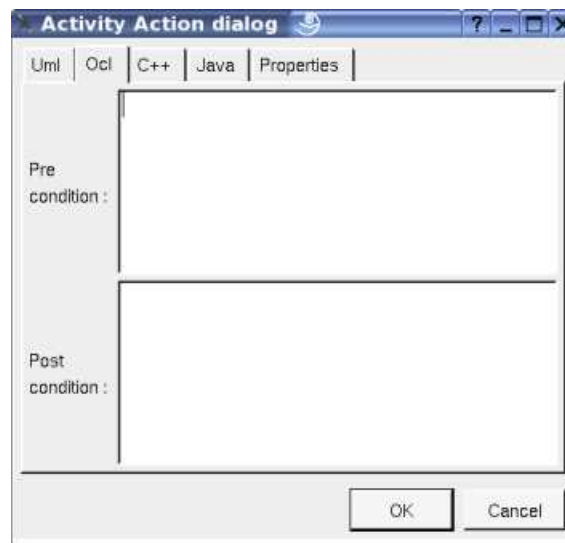 Activity Action dialog
Uml Ocl C++ Java Properties
Pre
condition :
Post
condition :
OK Cancel